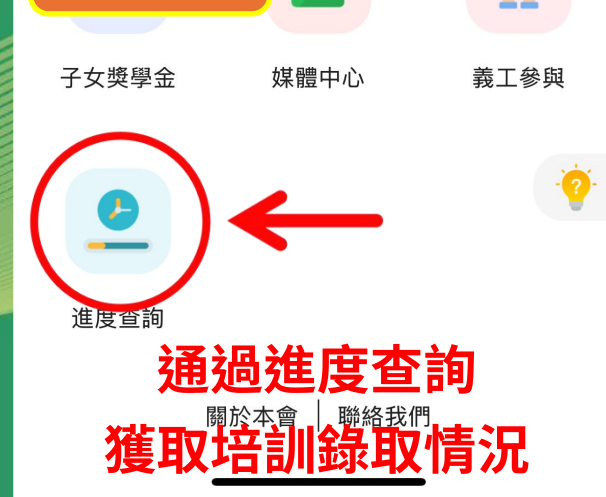 子女獎學金 媒體中心 義工參與
?
進度查詢
通過進度查詢
關於本會 | 聯絡我們
獲取培訓錄取情況